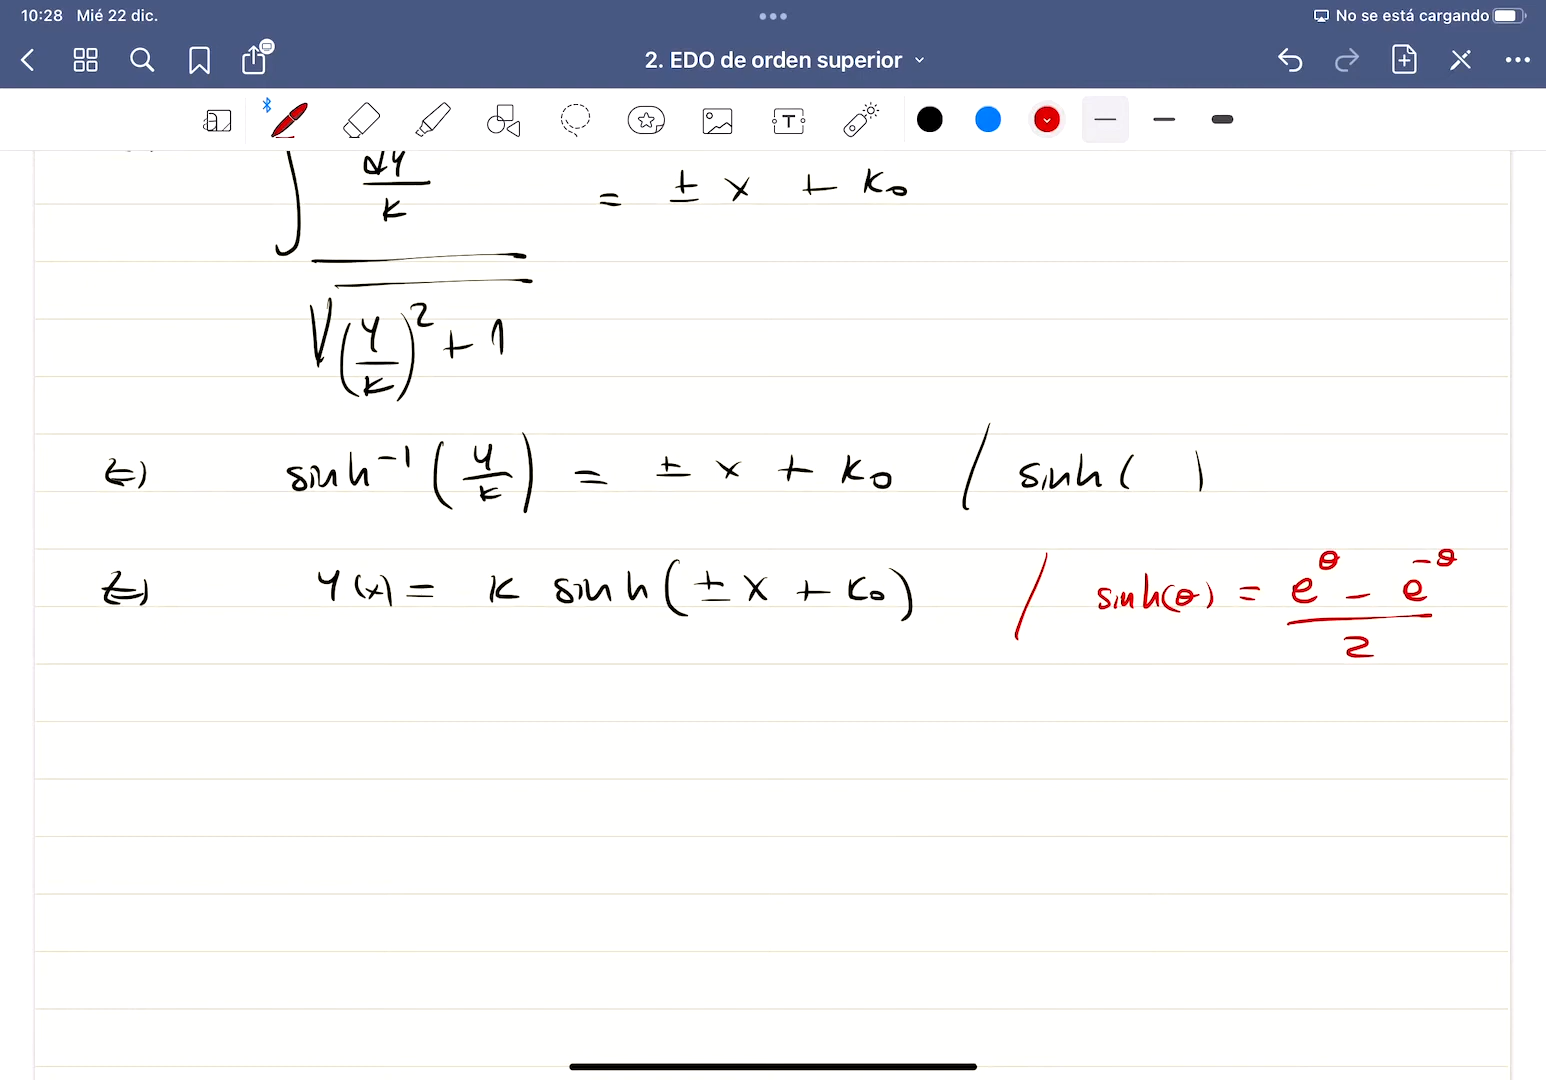 10:28 Mié 22 dic. No se está cargando
2. EDO de orden superior
∫ dy/k / √((y/k)² + 1) = ± x + k₀
⇔) sinh⁻¹(y/k) = ± x + k₀ / sinh( )
⇔) y(x) = k sinh(± x + k₀) / sinh(θ) = (e^θ - e^-θ)/2